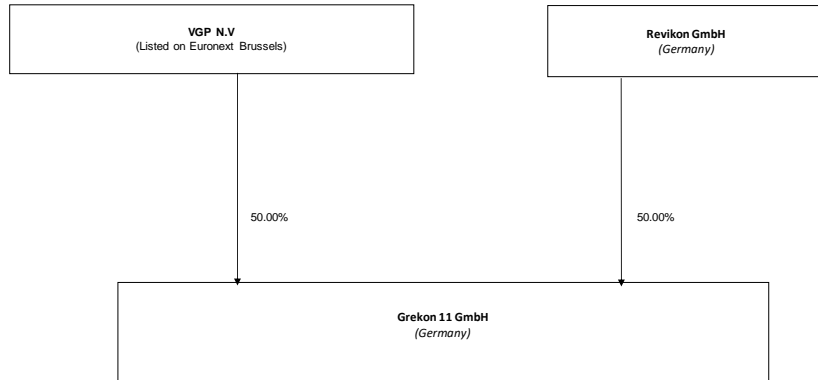 VGP N.V
(Listed on Euronext Brussels)
Revikon GmbH
(Germany)
50.00%
50.00%
Grekon 11 GmbH
(Germany)